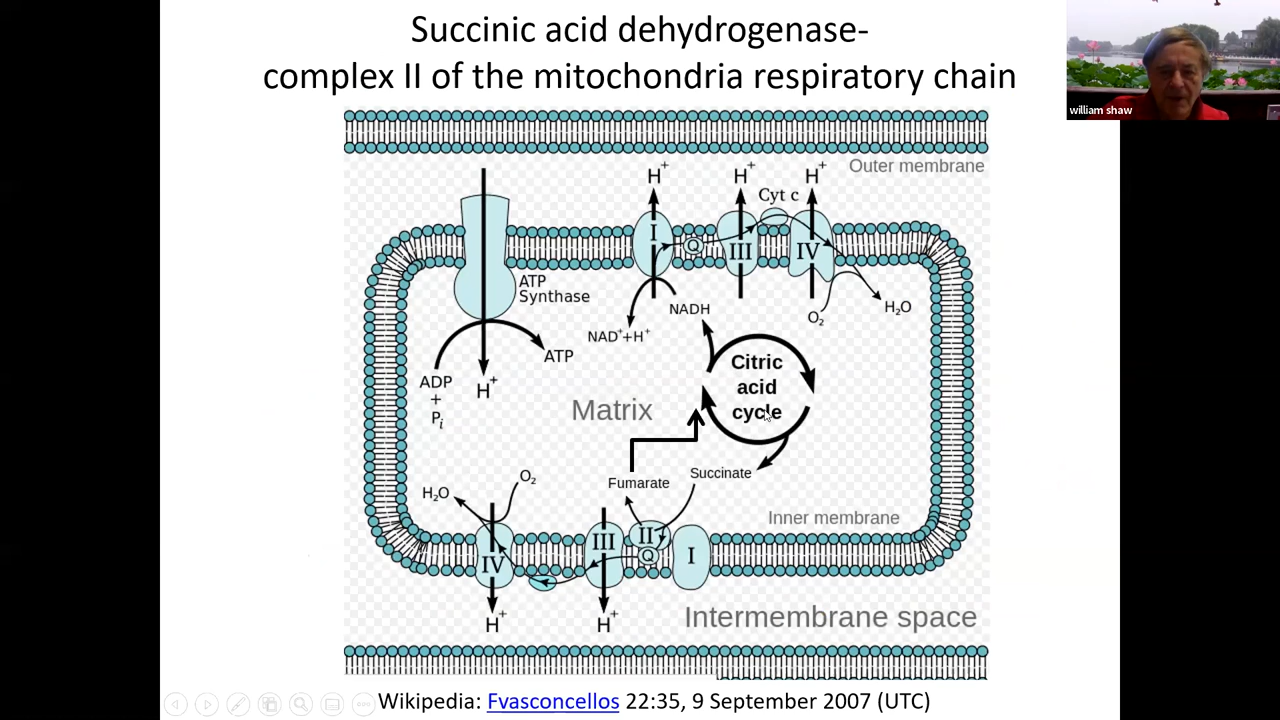 Succinic acid dehydrogenase-
complex II of the mitochondria respiratory chain
william shaw
Outer membrane
H+
H+
H+
Cyt c
I
Q
III
IV
ATP
Synthase
NADH
O₂
H₂O
NAD++H+
ATP
ADP
+
Pi
H+
Citric
acid
cycle
Matrix
Fumarate
Succinate
H₂O
O₂
Inner membrane
IV
III
II
Q
I
H+
H+
Intermembrane space
Wikipedia: Fvasconcellos 22:35, 9 September 2007 (UTC)